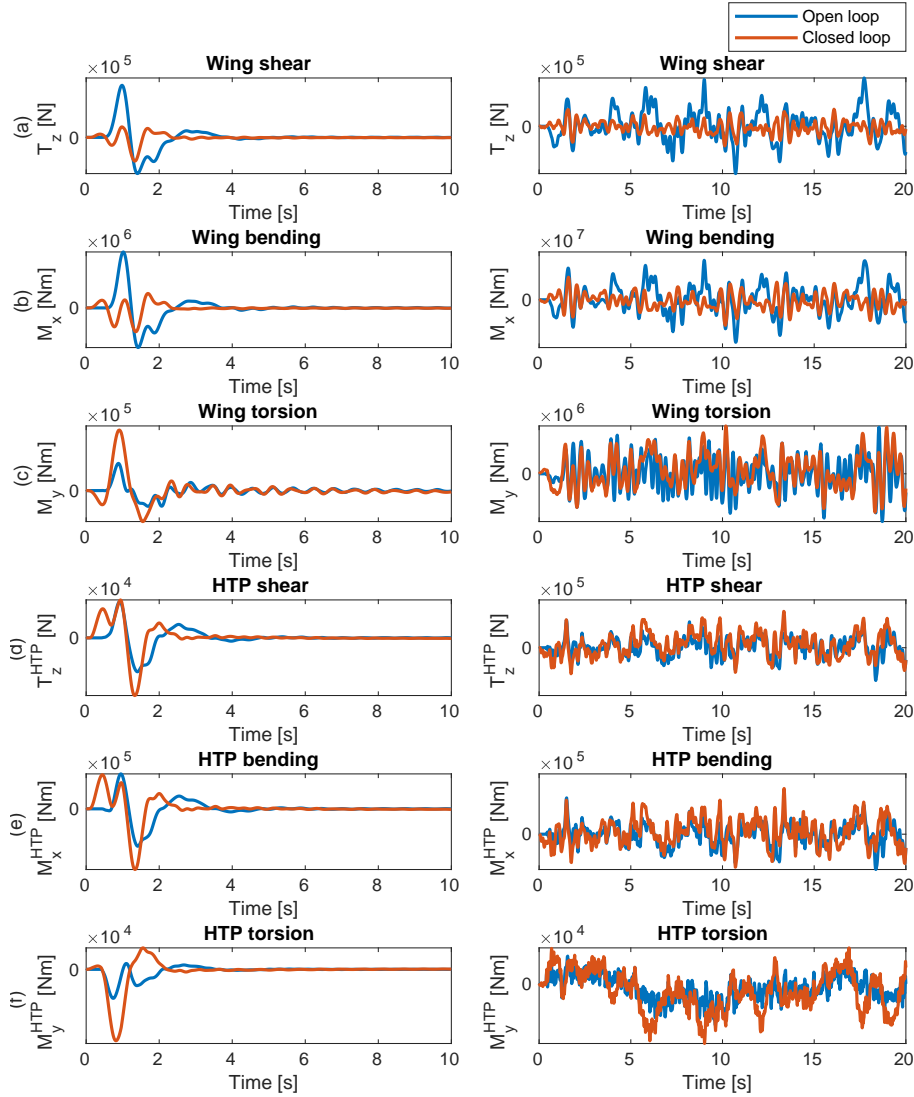 Open loop
Closed loop
×10^5
Wing shear
(a)
T_z [N]
0
0 2 4 6 8 10
Time [s]
×10^5
Wing shear
T_z [N]
0
0 5 10 15 20
Time [s]
×10^6
Wing bending
(b)
M_x [Nm]
0
0 2 4 6 8 10
Time [s]
×10^7
Wing bending
M_x [Nm]
0
0 5 10 15 20
Time [s]
×10^5
Wing torsion
(c)
M_y [Nm]
0
0 2 4 6 8 10
Time [s]
×10^6
Wing torsion
M_y [Nm]
0
0 5 10 15 20
Time [s]
×10^4
HTP shear
(d)
T_z^HTP [N]
0
0 2 4 6 8 10
Time [s]
×10^5
HTP shear
T_z^HTP [N]
0
0 5 10 15 20
Time [s]
×10^5
HTP bending
(e)
M_x^HTP [Nm]
0
0 2 4 6 8 10
Time [s]
×10^5
HTP bending
M_x^HTP [Nm]
0
0 5 10 15 20
Time [s]
×10^4
HTP torsion
(f)
M_y^HTP [Nm]
0
0 2 4 6 8 10
Time [s]
×10^4
HTP torsion
M_y^HTP [Nm]
0
0 5 10 15 20
Time [s]